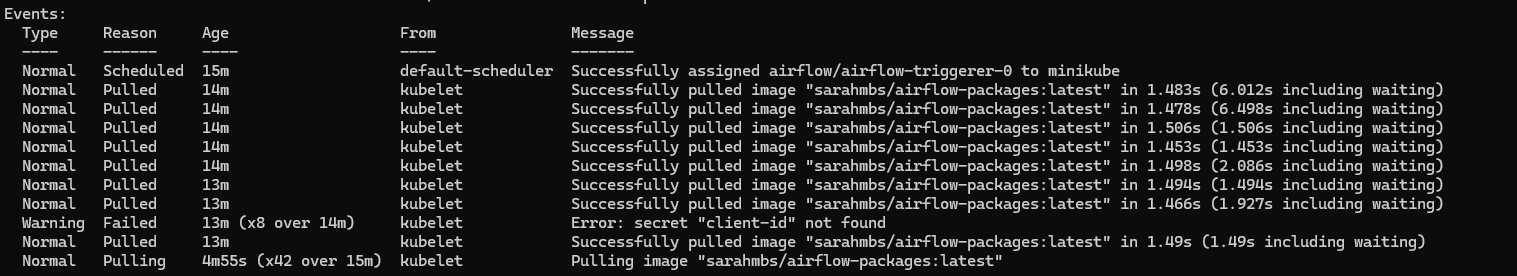 Events:
Type Reason Age From Message
---- ------ ---- ---- -------
Normal Scheduled 15m default-scheduler Successfully assigned airflow/airflow-triggerer-0 to minikube
Normal Pulled 14m kubelet Successfully pulled image "sarahmbs/airflow-packages:latest" in 1.483s (6.012s including waiting)
Normal Pulled 14m kubelet Successfully pulled image "sarahmbs/airflow-packages:latest" in 1.478s (6.498s including waiting)
Normal Pulled 14m kubelet Successfully pulled image "sarahmbs/airflow-packages:latest" in 1.506s (1.506s including waiting)
Normal Pulled 14m kubelet Successfully pulled image "sarahmbs/airflow-packages:latest" in 1.453s (1.453s including waiting)
Normal Pulled 14m kubelet Successfully pulled image "sarahmbs/airflow-packages:latest" in 1.498s (2.086s including waiting)
Normal Pulled 13m kubelet Successfully pulled image "sarahmbs/airflow-packages:latest" in 1.494s (1.494s including waiting)
Normal Pulled 13m kubelet Successfully pulled image "sarahmbs/airflow-packages:latest" in 1.466s (1.927s including waiting)
Warning Failed 13m (x8 over 14m) kubelet Error: secret "client-id" not found
Normal Pulled 13m kubelet Successfully pulled image "sarahmbs/airflow-packages:latest" in 1.49s (1.49s including waiting)
Normal Pulling 4m55s (x42 over 15m) kubelet Pulling image "sarahmbs/airflow-packages:latest"